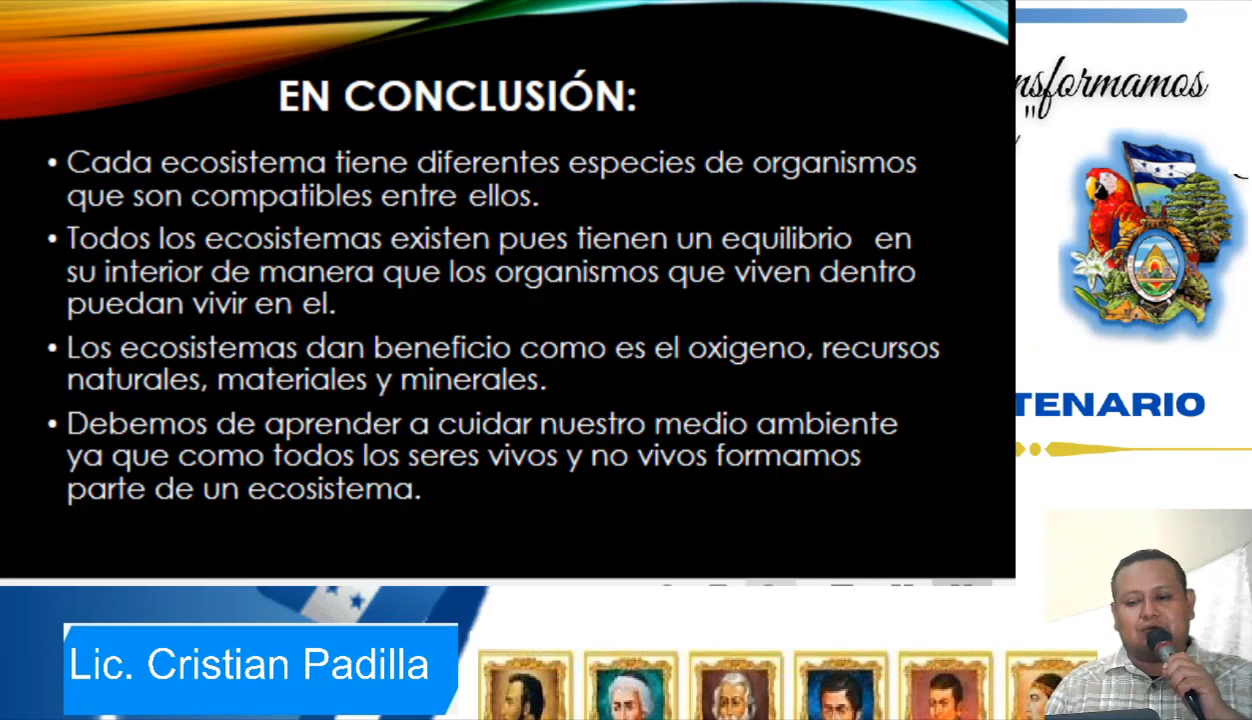 EN CONCLUSIÓN:
• Cada ecosistema tiene diferentes especies de organismos
que son compatibles entre ellos.
• Todos los ecosistemas existen pues tienen un equilibrio en
su interior de manera que los organismos que viven dentro
puedan vivir en el.
• Los ecosistemas dan beneficio como es el oxigeno, recursos
naturales, materiales y minerales.
• Debemos de aprender a cuidar nuestro medio ambiente
ya que como todos los seres vivos y no vivos formamos
parte de un ecosistema.
nsformamos
"
TENARIO
Lic. Cristian Padilla